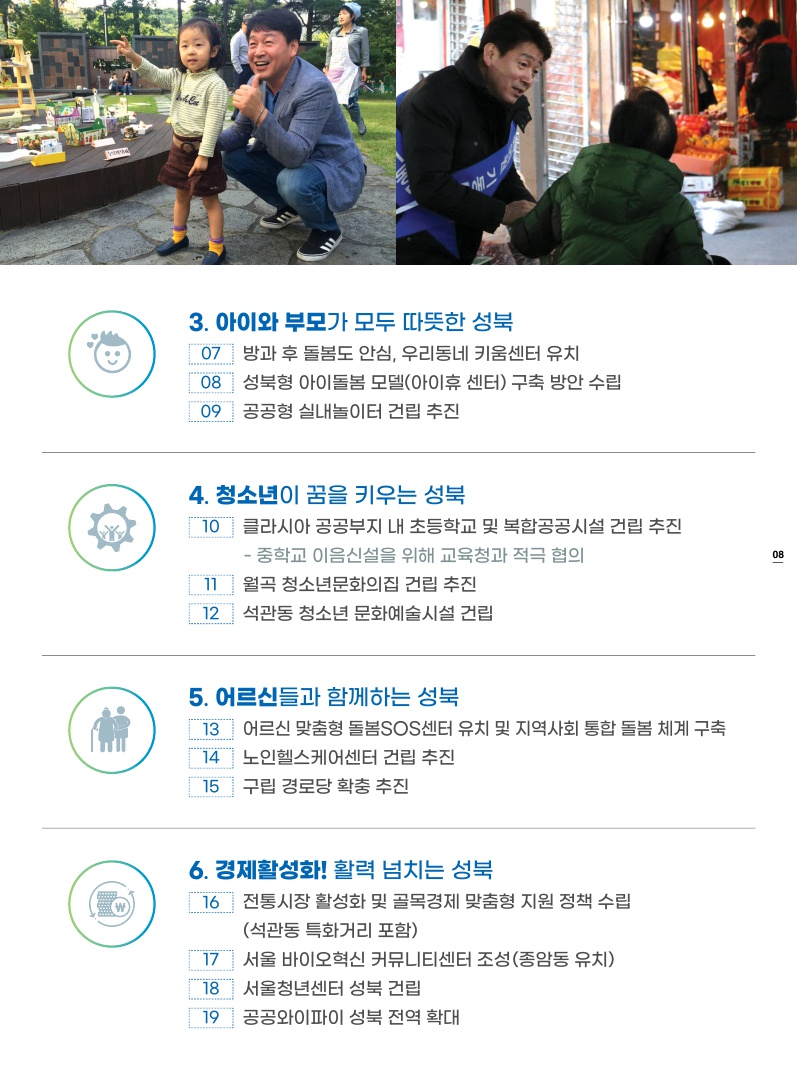 3. 아이와 부모가 모두 따뜻한 성북
07 방과 후 돌봄도 안심, 우리동네 키움센터 유치
08 성북형 아이돌봄 모델(아이휴 센터) 구축 방안 수립
09 공공형 실내놀이터 건립 추진
4. 청소년이 꿈을 키우는 성북
10 클라시아 공공부지 내 초등학교 및 복합공공시설 건립 추진
- 중학교 이음신설을 위해 교육청과 적극 협의
08
11 월곡 청소년문화의집 건립 추진
12 석관동 청소년 문화예술시설 건립
5. 어르신들과 함께하는 성북
13 어르신 맞춤형 돌봄SOS센터 유치 및 지역사회 통합 돌봄 체계 구축
14 노인헬스케어센터 건립 추진
15 구립 경로당 확충 추진
6. 경제활성화! 활력 넘치는 성북
16 전통시장 활성화 및 골목경제 맞춤형 지원 정책 수립
(석관동 특화거리 포함)
17 서울 바이오혁신 커뮤니티센터 조성(종암동 유치)
18 서울청년센터 성북 건립
19 공공와이파이 성북 전역 확대